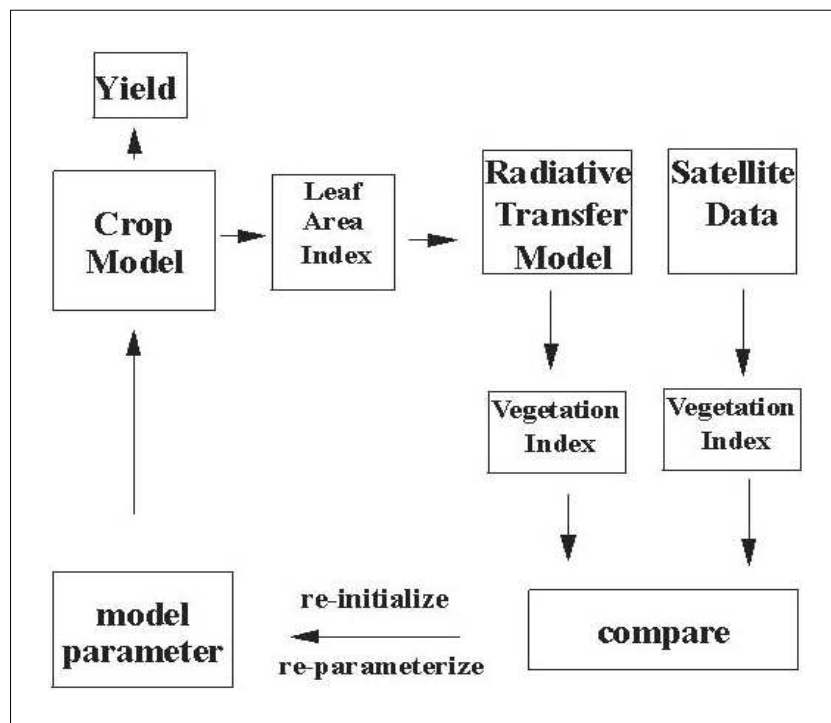 Yield
Crop
Model
Leaf
Area
Index
Radiative
Transfer
Model
Satellite
Data
Vegetation
Index
Vegetation
Index
model
parameter
re-initialize
re-parameterize
compare